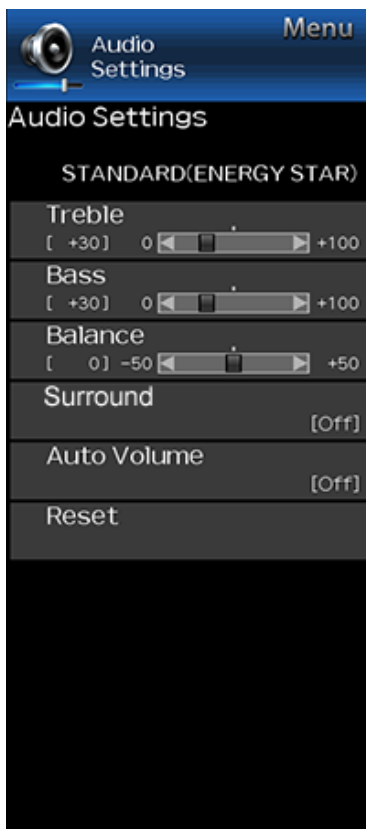 Menu
Audio
Settings
Audio Settings
STANDARD(ENERGY STAR)
Treble
[ +30] 0 +100
Bass
[ +30] 0 +100
Balance
[ 0] -50 +50
Surround
[Off]
Auto Volume
[Off]
Reset